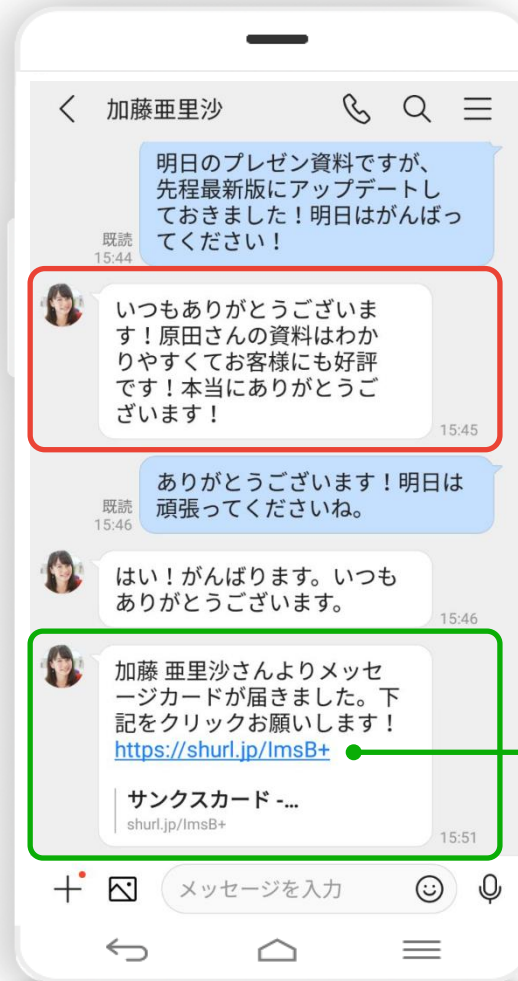 加藤亜里沙
明日のプレゼン資料ですが、
先程最新版にアップデートし
ておきました！明日はがんばっ
てください！
既読
15:44
いつもありがとうございま
す！原田さんの資料はわか
りやすくてお客様にも好評
です！本当にありがとうご
ざいます！
15:45
ありがとうございます！明日は
頑張ってくださいね。
既読
15:46
はい！がんばります。いつも
ありがとうございます。
15:46
加藤 亜里沙さんよりメッセ
ージカードが届きました。下
記をクリックお願いします！
https://shurl.jp/ImsB+
サンクスカード -...
shurl.jp/ImsB+
15:51
メッセージを入力